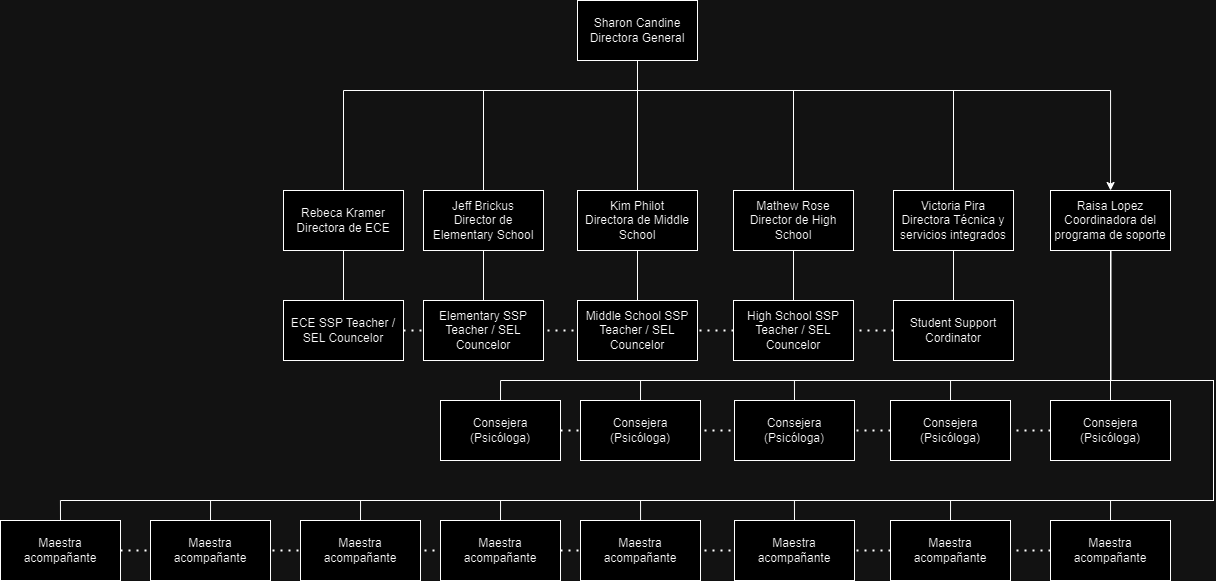 Sharon Candine
Directora General
Rebeca Kramer
Directora de ECE
Jeff Brickus
Director de
Elementary School
Kim Philot
Directora de Middle
School
Mathew Rose
Director de High
School
Victoria Pira
Directora Técnica y
servicios integrados
Raisa Lopez
Coordinadora del
programa de soporte
ECE SSP Teacher /
SEL Councelor
Elementary SSP
Teacher / SEL
Councelor
Middle School SSP
Teacher / SEL
Councelor
High School SSP
Teacher / SEL
Councelor
Student Support
Cordinator
Consejera
(Psicóloga)
Consejera
(Psicóloga)
Consejera
(Psicóloga)
Consejera
(Psicóloga)
Consejera
(Psicóloga)
Maestra
acompañante
Maestra
acompañante
Maestra
acompañante
Maestra
acompañante
Maestra
acompañante
Maestra
acompañante
Maestra
acompañante
Maestra
acompañante